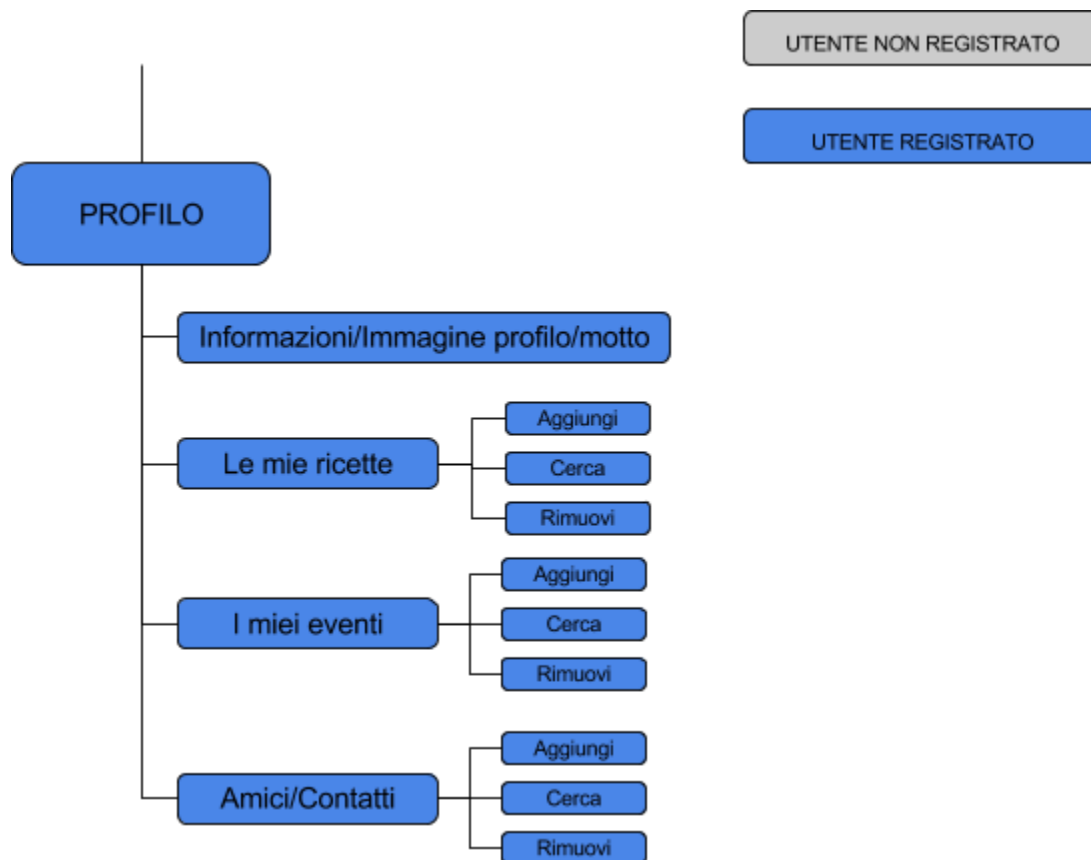 UTENTE NON REGISTRATO
UTENTE REGISTRATO
PROFILO
Informazioni/Immagine profilo/motto
Le mie ricette
Aggiungi
Cerca
Rimuovi
I miei eventi
Aggiungi
Cerca
Rimuovi
Amici/Contatti
Aggiungi
Cerca
Rimuovi